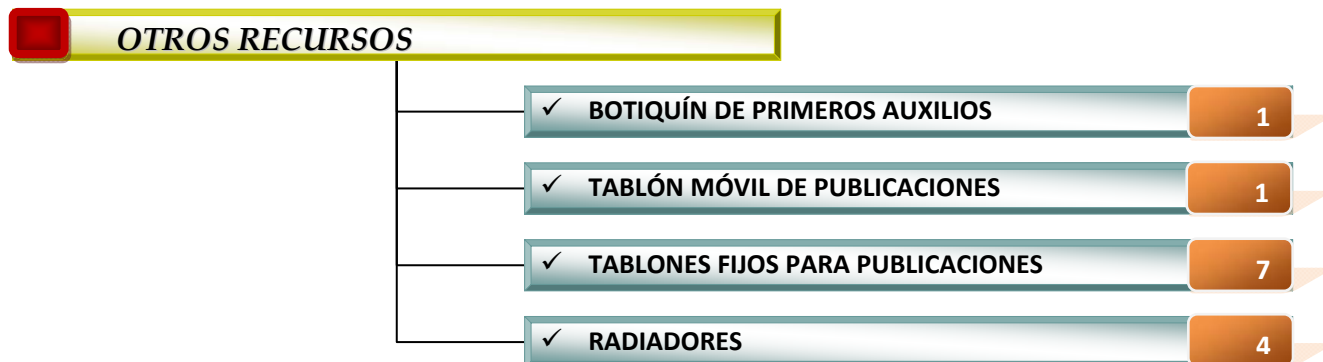 OTROS RECURSOS
✓ BOTIQUÍN DE PRIMEROS AUXILIOS 1
✓ TABLÓN MÓVIL DE PUBLICACIONES 1
✓ TABLONES FIJOS PARA PUBLICACIONES 7
✓ RADIADORES 4